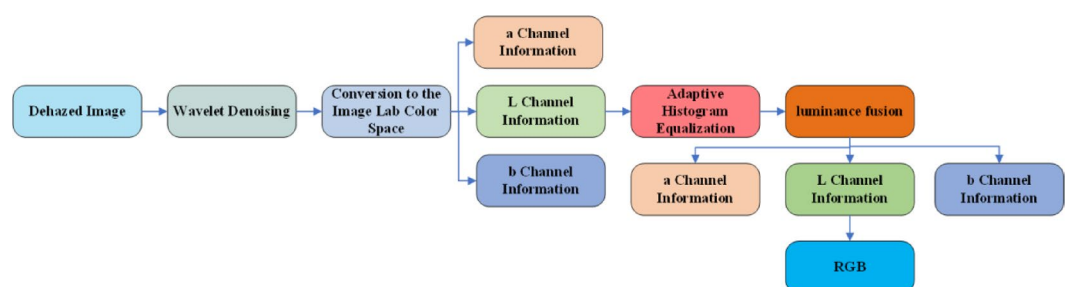 a Channel
Information
Dehazed Image
Wavelet Denoising
Conversion to the
Image Lab Color
Space
L Channel
Information
Adaptive
Histogram
Equalization
luminance fusion
b Channel
Information
a Channel
Information
L Channel
Information
b Channel
Information
RGB